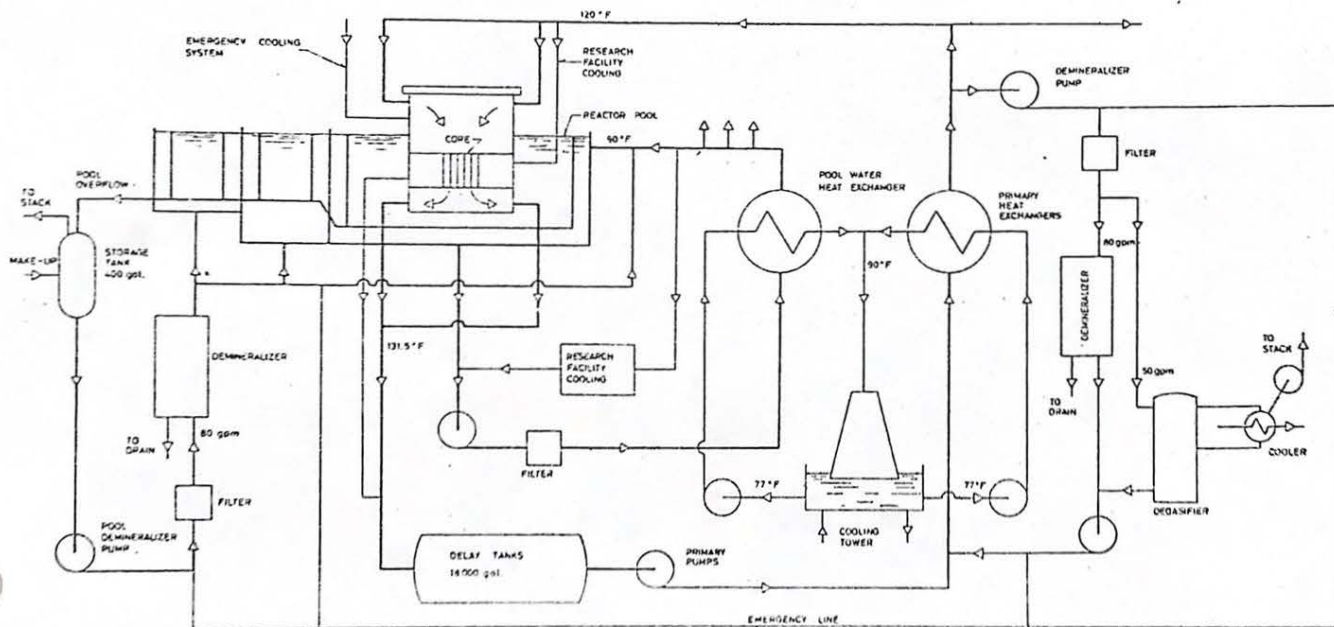 120°F
EMERGENCY COOLING
SYSTEM
RESEARCH
FACILITY
COOLING
DEMINERALIZER
PUMP
REACTOR POOL
CORE
90°F
FILTER
POOL
OVERFLOW
TO
STACK
POOL WATER
HEAT EXCHANGER
PRIMARY
HEAT
EXCHANGERS
MAKE-UP
STORAGE
TANK
400 gal.
90°F
80 gpm
DEMINERALIZER
DEMINERALIZER
131.5°F
RESEARCH
FACILITY
COOLING
TO
STACK
50 gpm
TO
DRAIN
TO
DRAIN
80 gpm
COOLER
FILTER
77°F
77°F
FILTER
DEGASIFIER
COOLING
TOWER
POOL
DEMINERALIZER
PUMP
DELAY TANKS
PRIMARY
PUMPS
EMERGENCY LINE